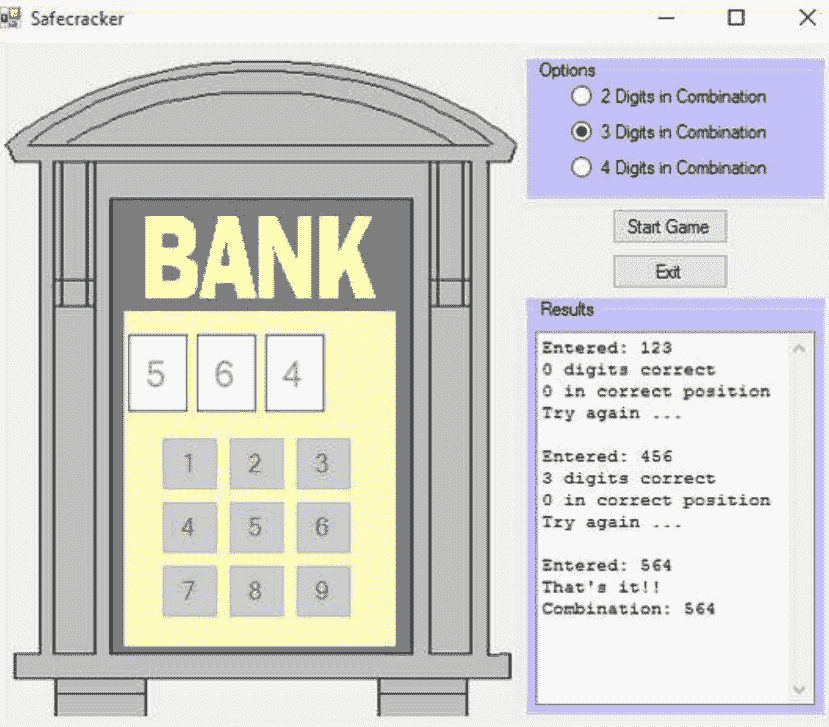 Safecracker
BANK
5 6 4
1 2 3
4 5 6
7 8 9
Options
2 Digits in Combination
3 Digits in Combination
4 Digits in Combination
Start Game
Exit
Results
Entered: 123
0 digits correct
0 in correct position
Try again ...
Entered: 456
3 digits correct
0 in correct position
Try again ...
Entered: 564
That's it!!
Combination: 564